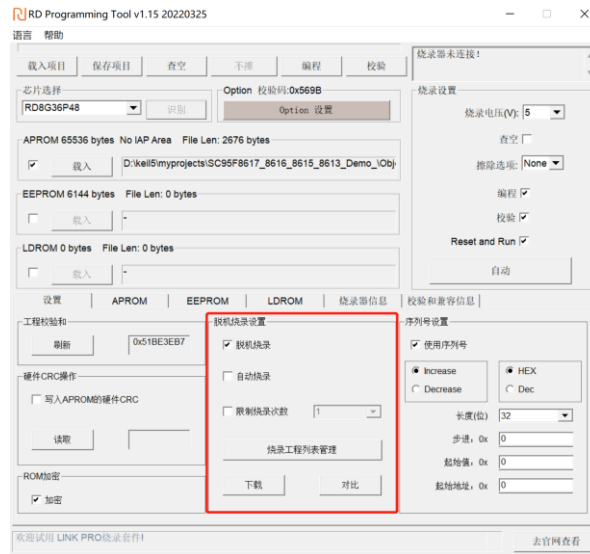 RD Programming Tool v1.15 20220325
语言 帮助
载入项目 保存项目 查空 不擦 编程 校验
烧录器未连接!
芯片选择
RD8G36P48 识别
Option 校验码:0x569B
Option 设置
烧录设置
烧录电压(V): 5
查空
擦除选项: None
编程
校验
Reset and Run
自动
APROM 65536 bytes No IAP Area File Len: 2676 bytes
载入 D:\keil5\myprojects\SC95F8617_8616_8615_8613_Demo_\Obj
EEPROM 6144 bytes File Len: 0 bytes
载入 -
LDROM 0 bytes File Len: 0 bytes
载入 -
设置 APROM EEPROM LDROM 烧录器信息 校验和兼容信息
工程校验和
刷新 0x51BE3EB7
硬件CRC操作
写入APROM的硬件CRC
读取
ROM加密
加密
脱机烧录设置
脱机烧录
自动烧录
限制烧录次数 1
烧录工程列表管理
下载 对比
序列号设置
使用序列号
Increase HEX
Decrease Dec
长度(位) 32
步进, 0x 0
起始值, 0x 0
起始地址, 0x 0
欢迎试用 LINK PRO烧录套件!
去官网查看